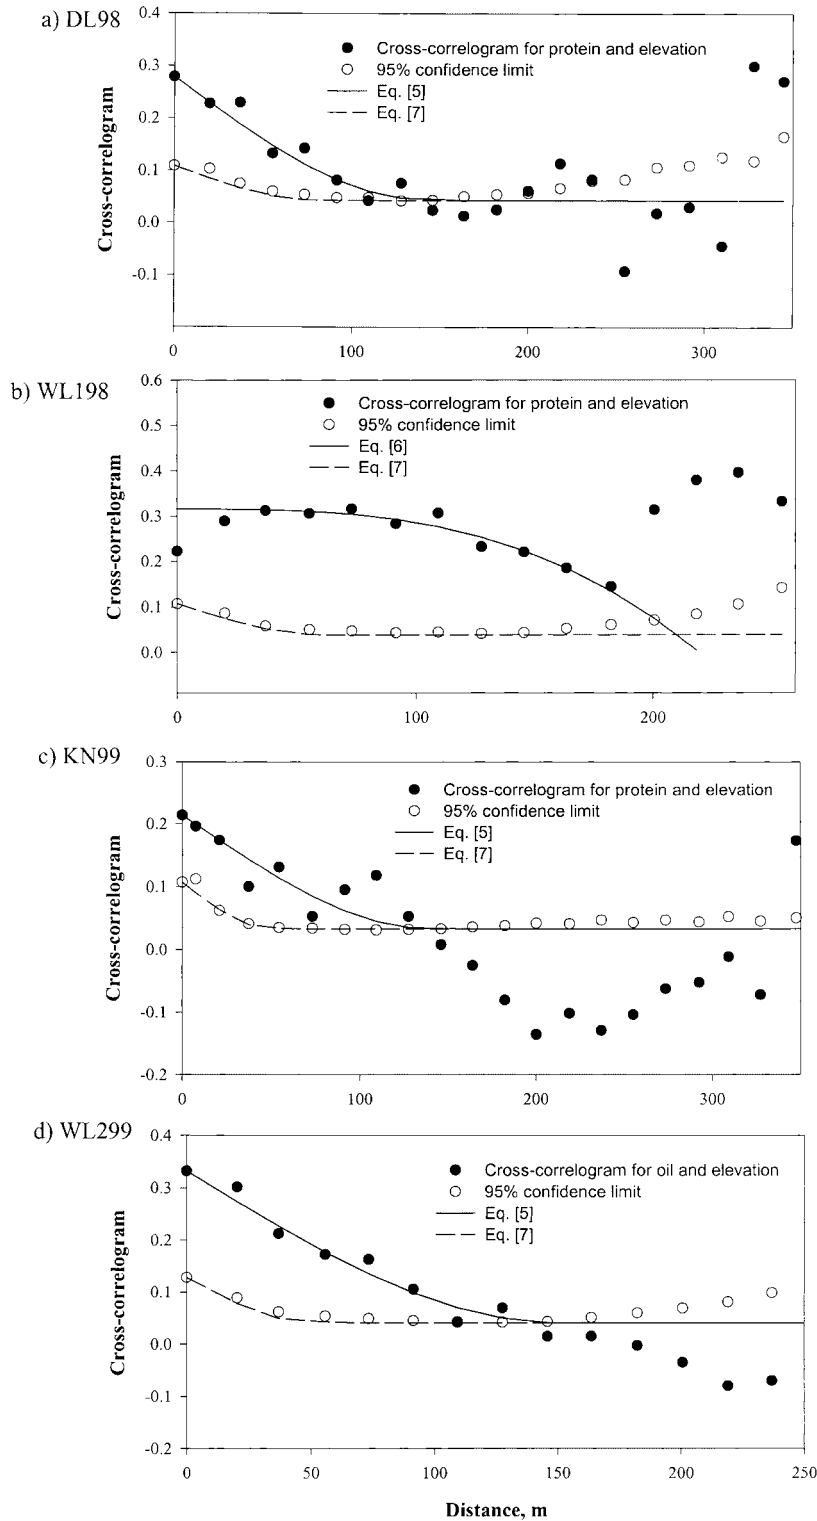 a) DL98
0.4
Cross-correlogram for protein and elevation
95% confidence limit
Eq. [5]
Eq. [7]
0.3
0.2
0.1
0.0
-0.1
Cross-correlogram
0 100 200 300
b) WL198
0.6
Cross-correlogram for protein and elevation
95% confidence limit
Eq. [6]
Eq. [7]
0.5
0.4
0.3
0.2
0.1
0.0
Cross-correlogram
0 100 200
c) KN99
0.3
Cross-correlogram for protein and elevation
95% confidence limit
Eq. [5]
Eq. [7]
0.2
0.1
0.0
-0.1
-0.2
Cross-correlogram
0 100 200 300
d) WL299
0.4
Cross-correlogram for oil and elevation
95% confidence limit
Eq. [5]
Eq. [7]
0.3
0.2
0.1
0.0
-0.1
-0.2
Cross-correlogram
0 50 100 150 200 250
Distance, m